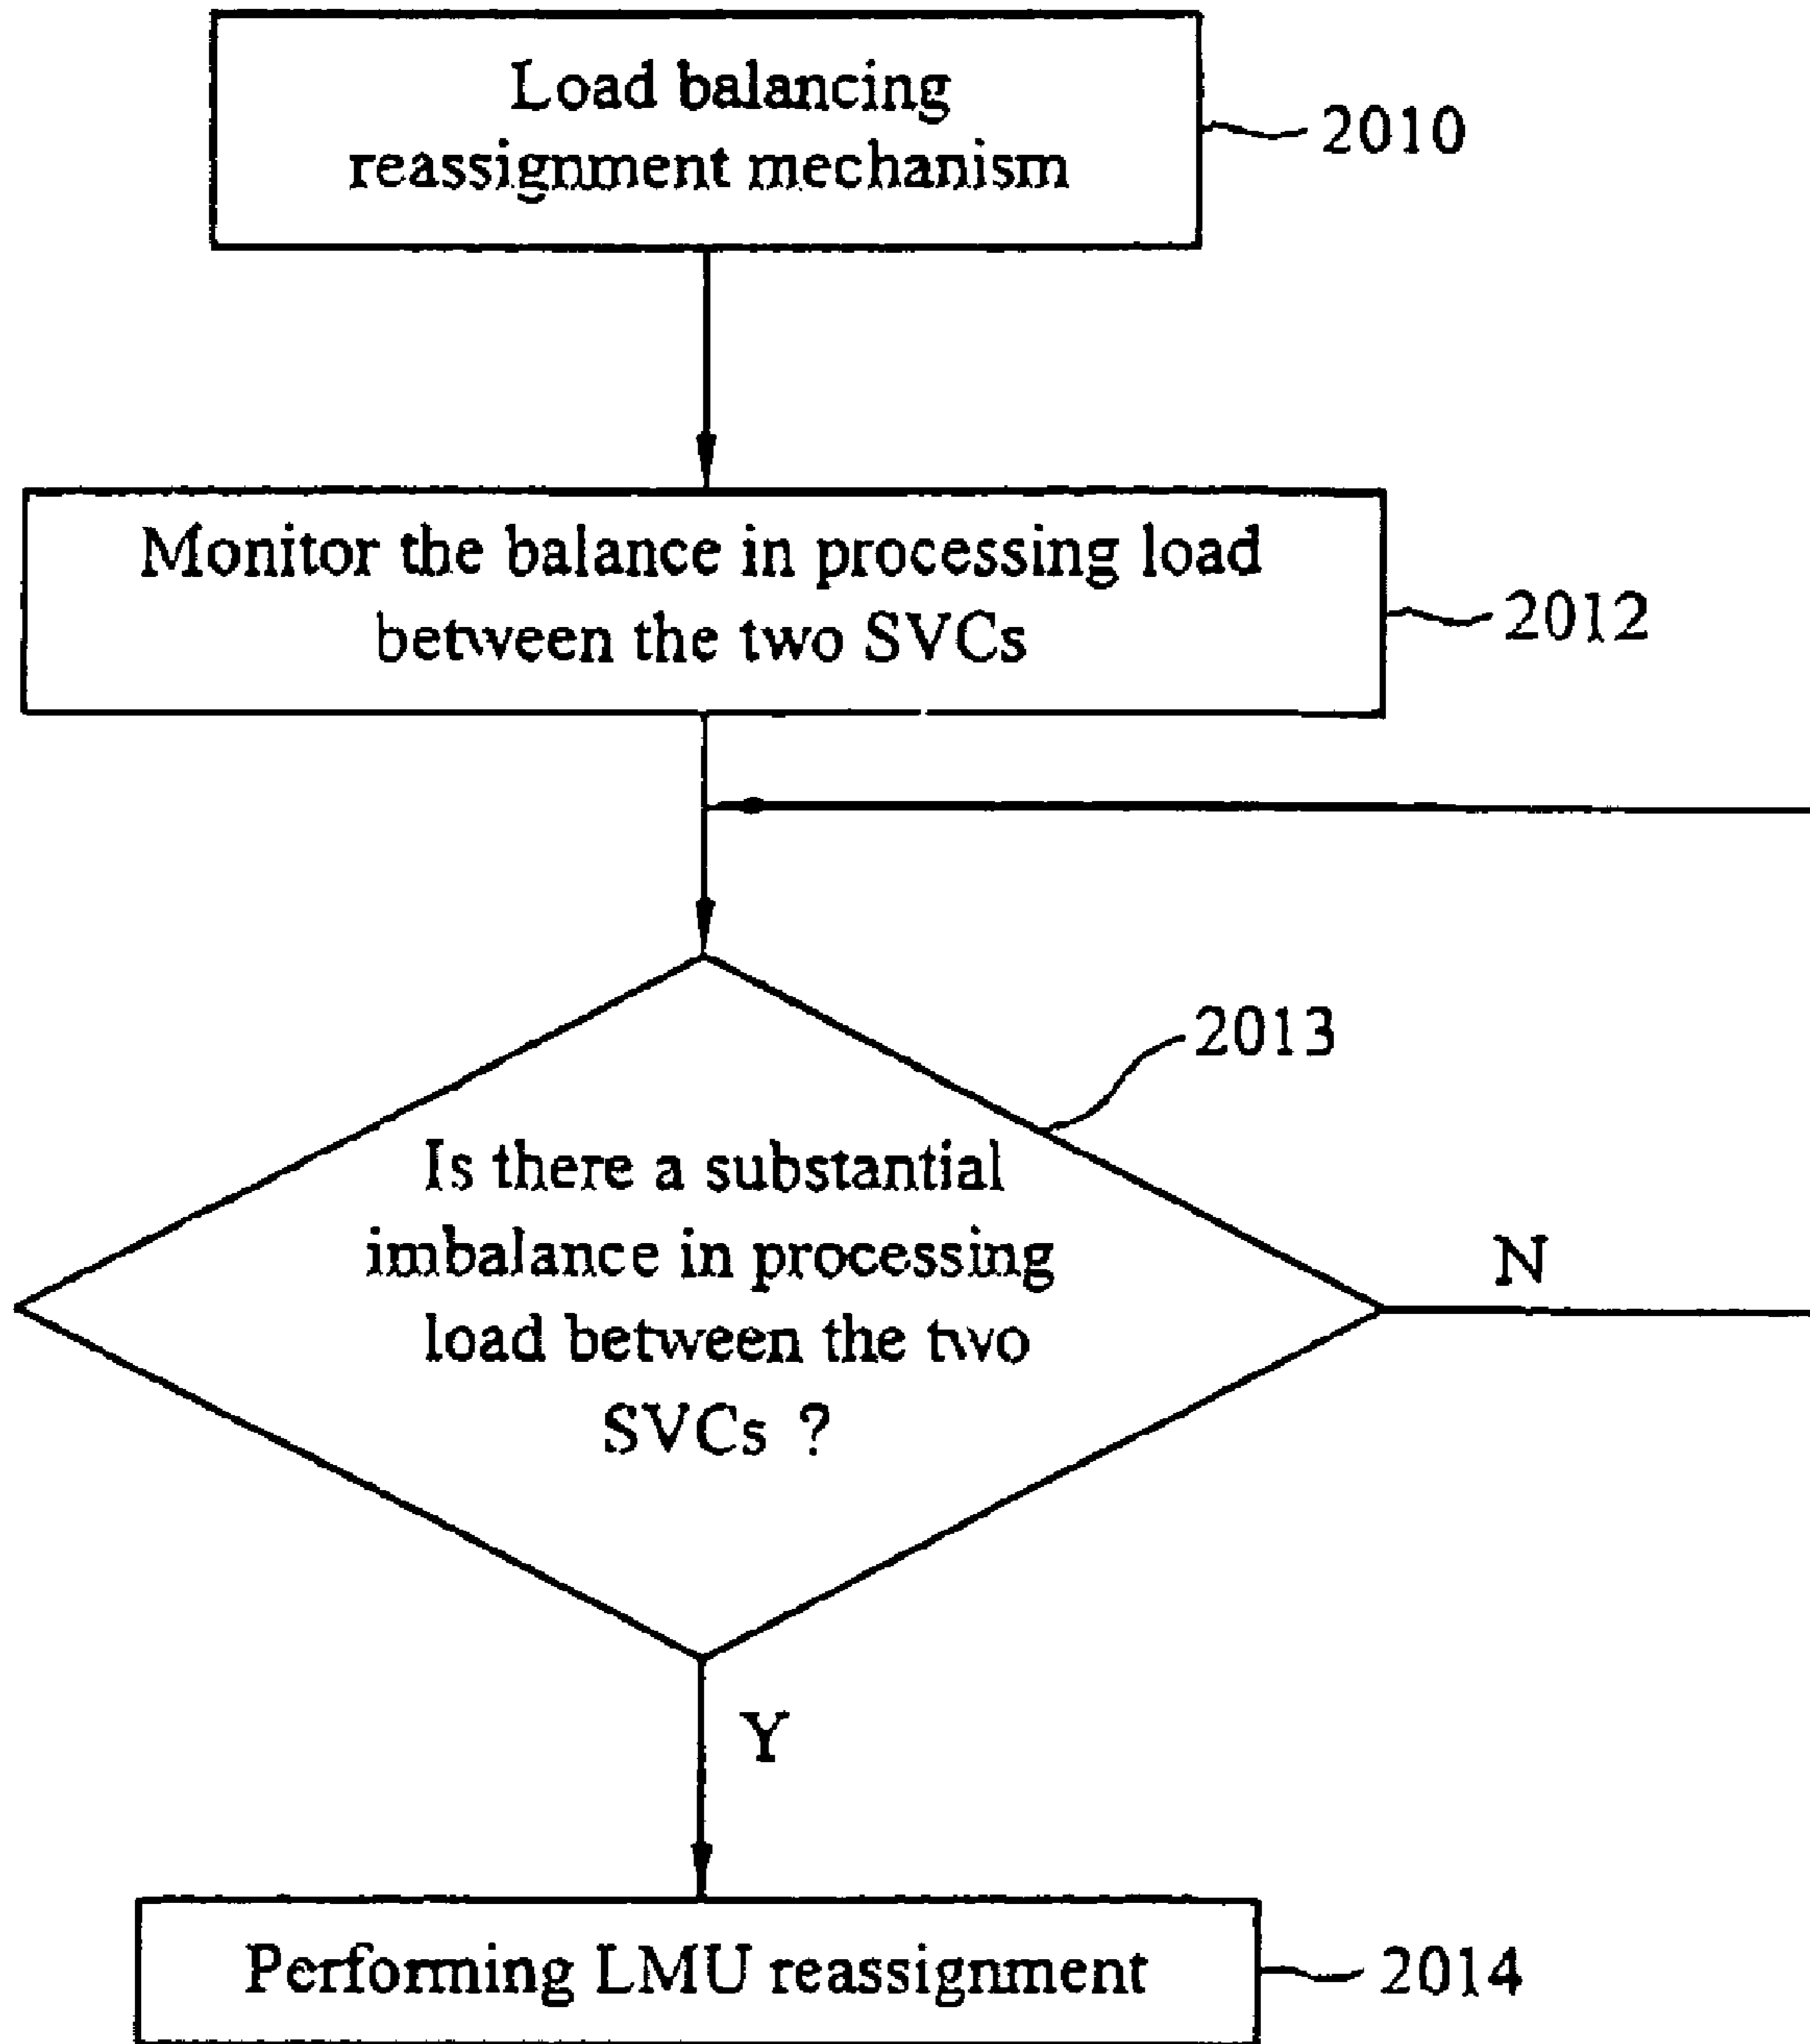 Load balancing
reassignment mechanism
2010
Monitor the balance in processing load
between the two SVCs
2012
2013
Is there a substantial
imbalance in processing
load between the two
SVCs ?
N
Y
Performing LMU reassignment
2014